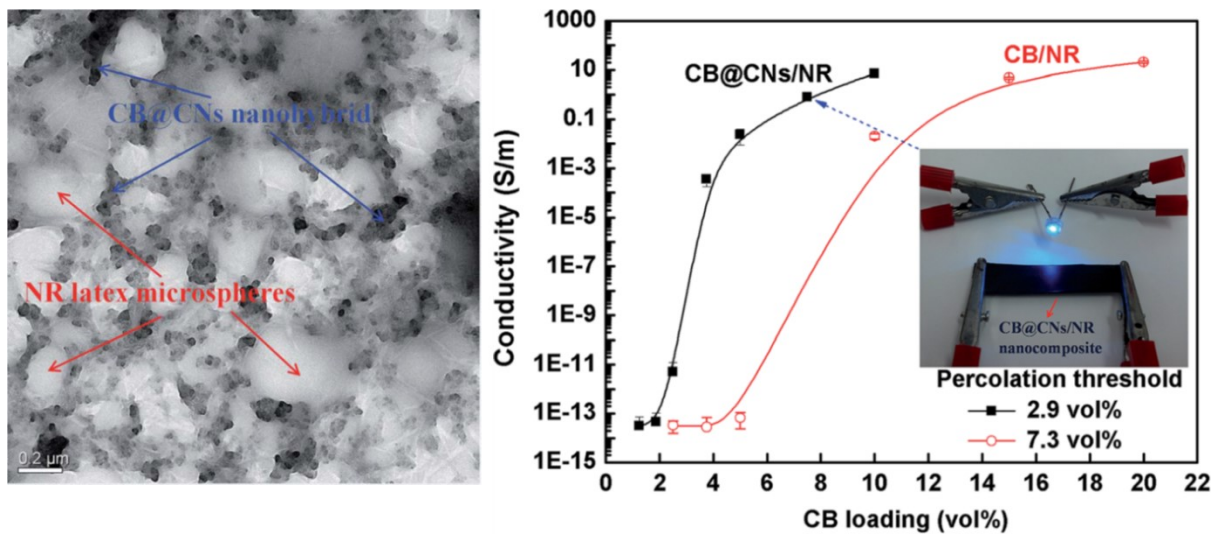 CB@CNs nanohybrid
NR latex microspheres
0.2 μm
Conductivity (S/m)
1000
10
0.1
1E-3
1E-5
1E-7
1E-9
1E-11
1E-13
1E-15
CB@CNs/NR
CB/NR
CB@CNs/NR
nanocomposite
Percolation threshold
2.9 vol%
7.3 vol%
0 2 4 6 8 10 12 14 16 18 20 22
CB loading (vol%)